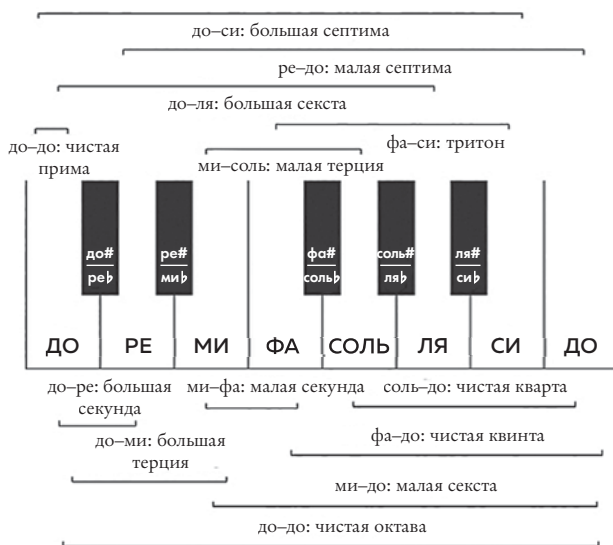 до–си: большая септима
ре–до: малая септима
до–ля: большая секста
до–до: чистая
прима
фа–си: тритон
ми–соль: малая терция
до#
ре♭
ре#
ми♭
фа#
соль♭
соль#
ля♭
ля#
си♭
ДО РЕ МИ ФА СОЛЬ ЛЯ СИ ДО
до–ре: большая
секунда
ми–фа: малая секунда
соль–до: чистая кварта
до–ми: большая
терция
фа–до: чистая квинта
ми–до: малая секста
до–до: чистая октава